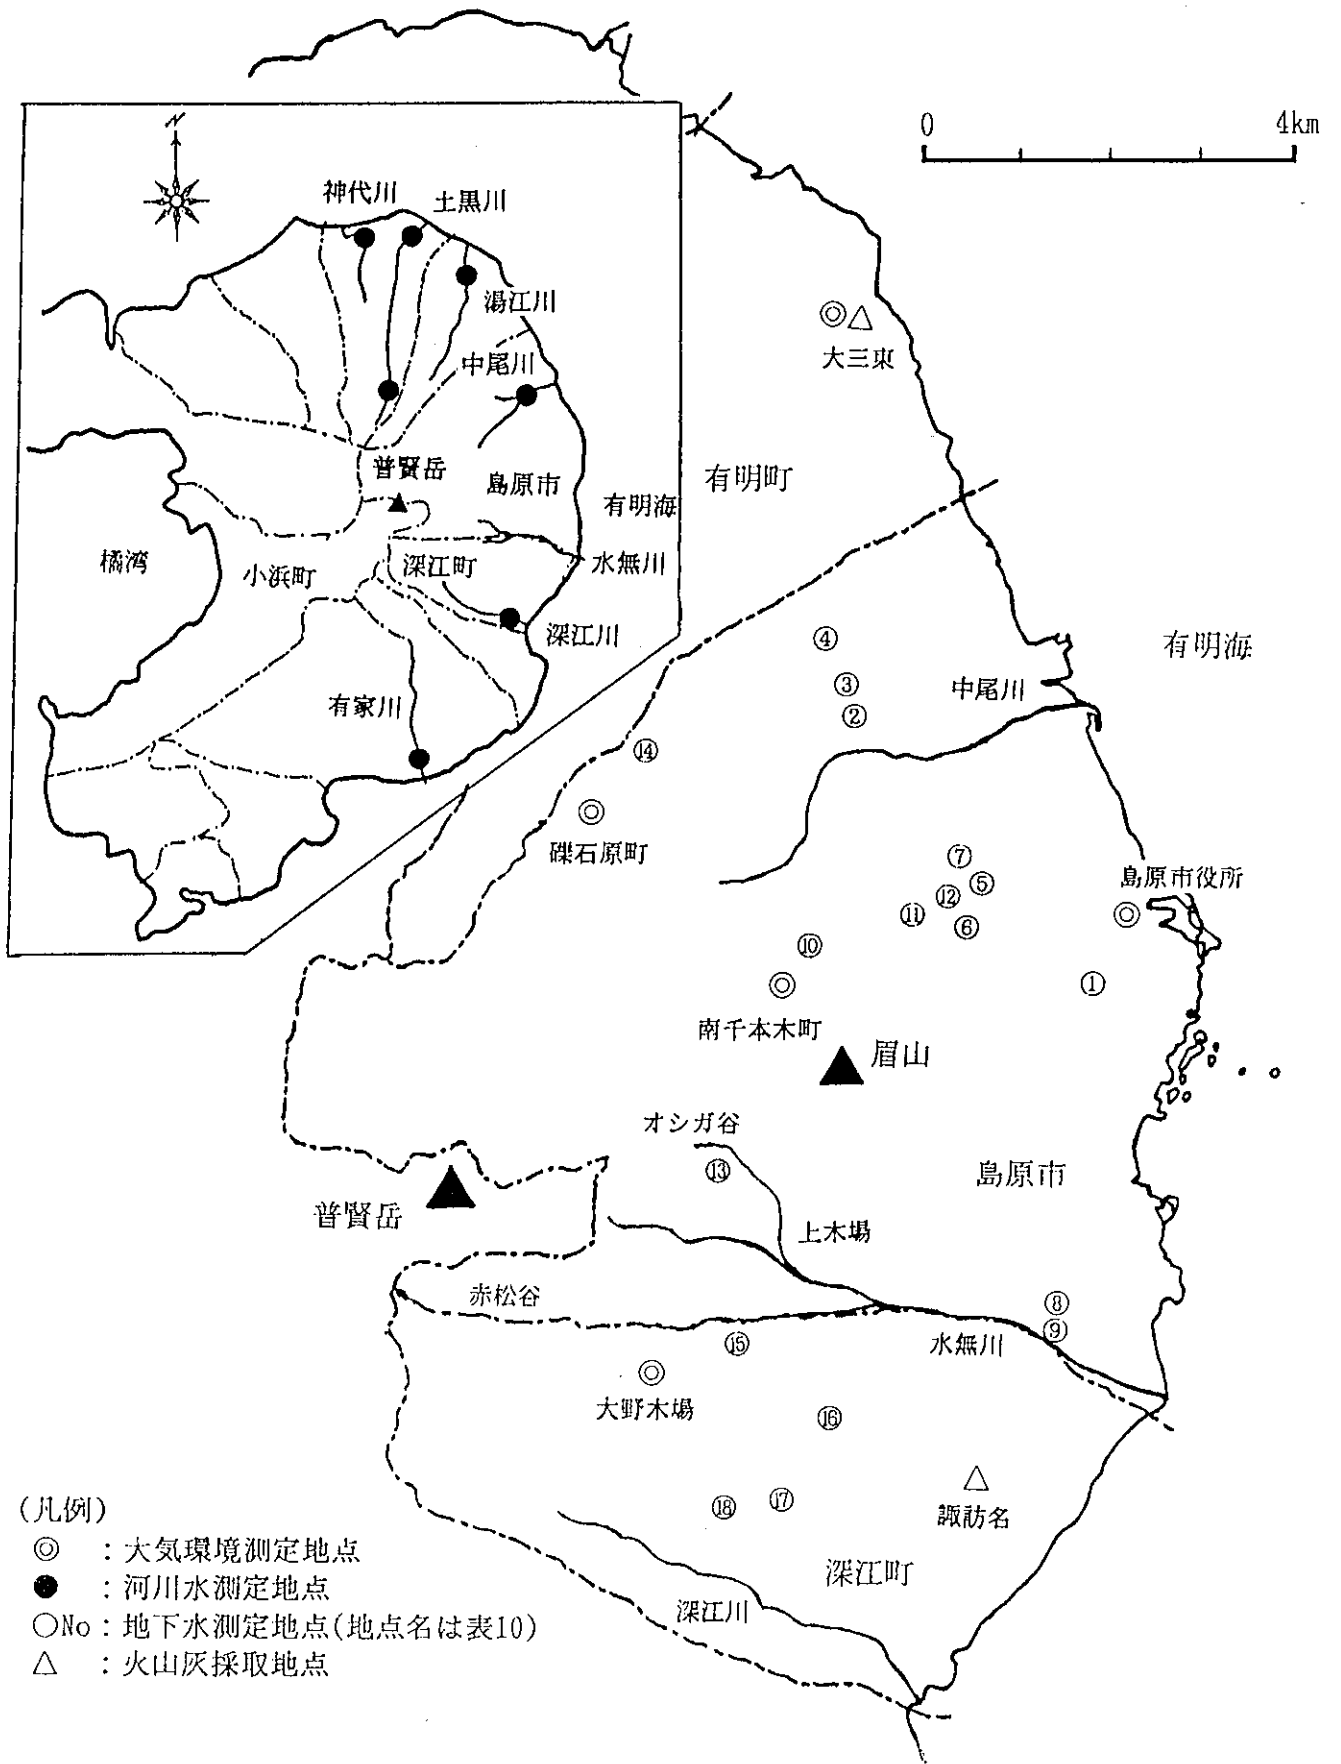 N
神代川
土黒川
湯江川
中尾川
普賢岳
島原市
有明海
橘湾
小浜町
深江町
水無川
深江川
有家川
0 4km
大三東
有明町
④
③
②
中尾川
有明海
⑭
礫石原町
⑦
⑤
⑫
⑪
⑥
島原市役所
⑩
①
南千本木町
眉山
オシガ谷
⑬
島原市
普賢岳
上木場
赤松谷
⑧
⑨
水無川
⑮
大野木場
⑯
⑱
⑰
諏訪名
深江町
深江川
(凡例)
◎ : 大気環境測定地点
● : 河川水測定地点
○No : 地下水測定地点(地点名は表10)
△ : 火山灰採取地点